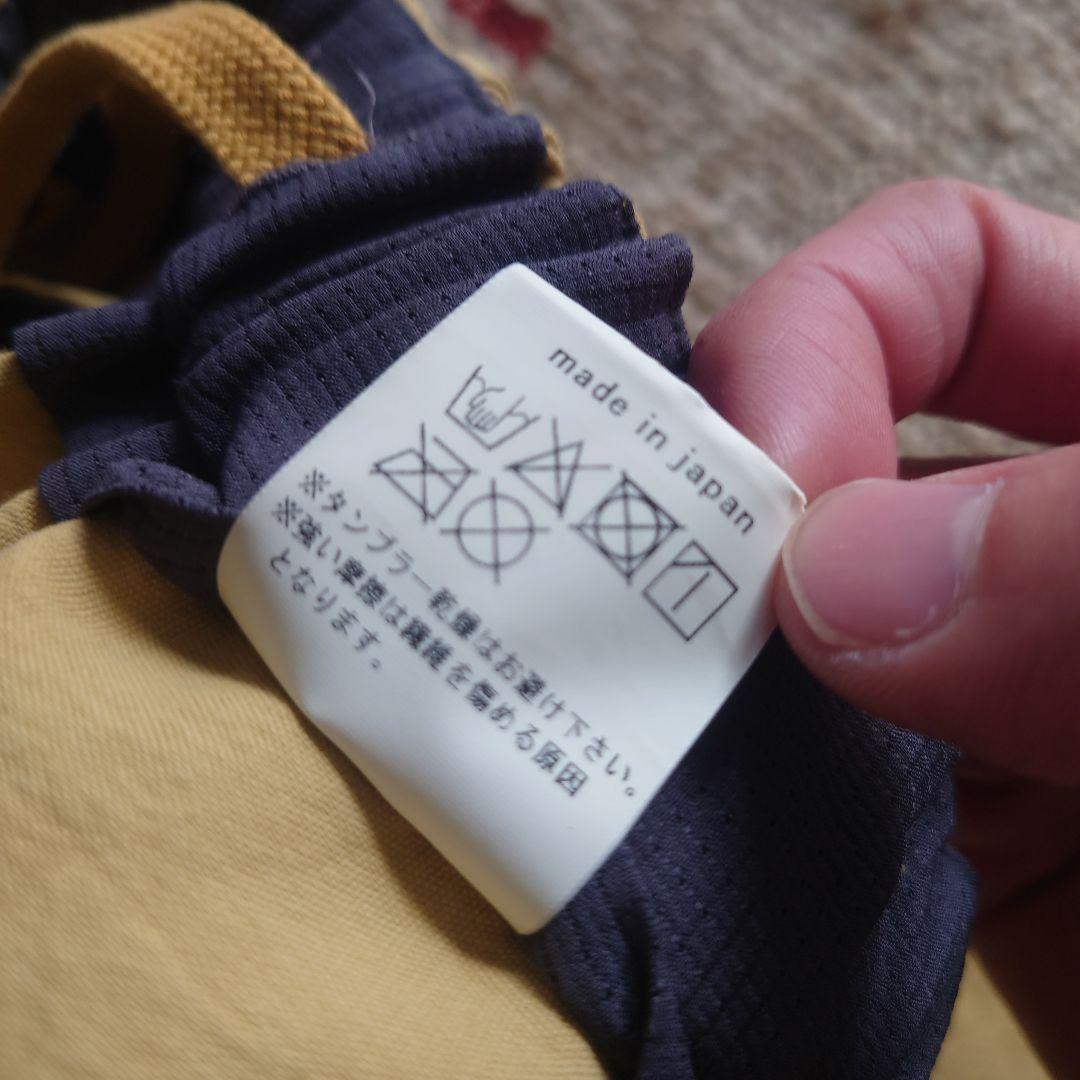 made in japan
※タンブラー乾燥はお避け下さい。
※強い摩擦は繊維を傷める原因
となります。